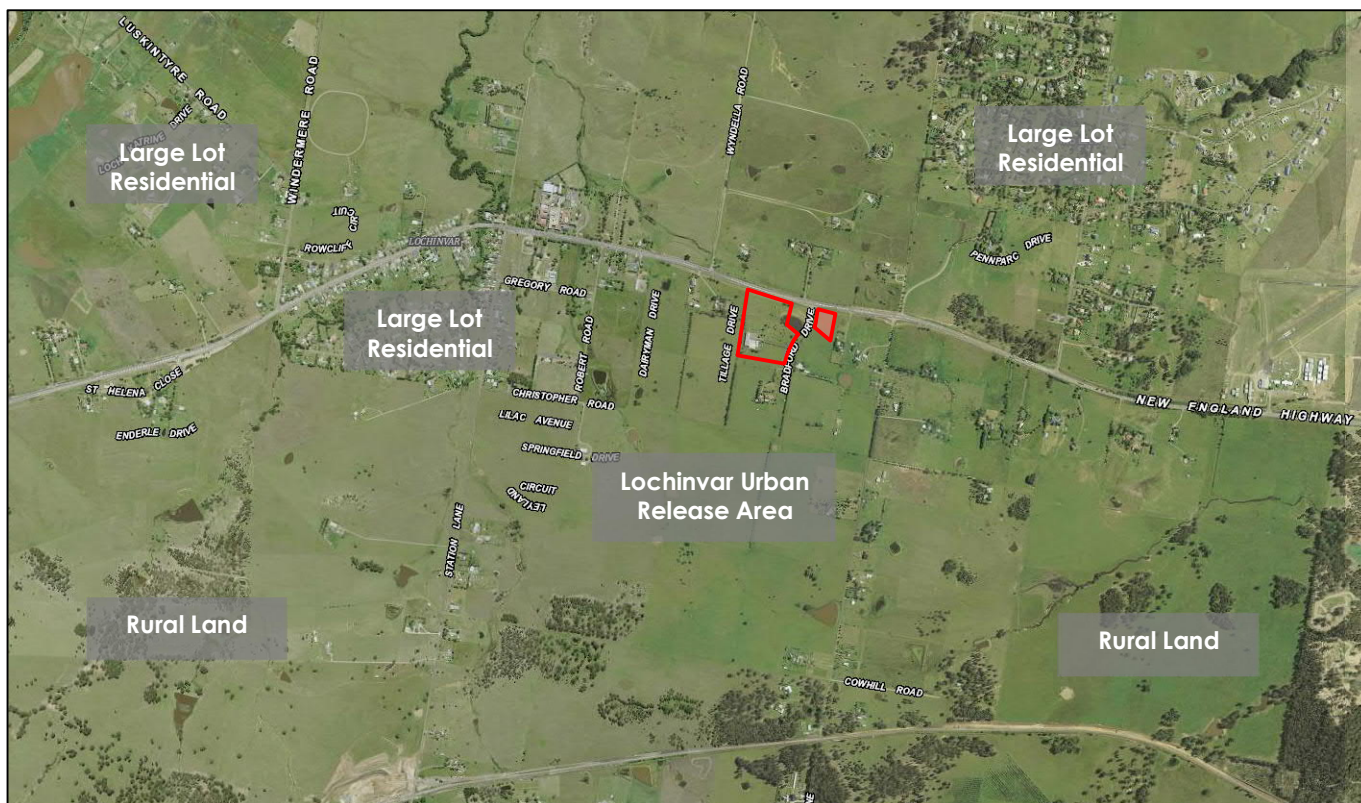 LUSKINTYRE ROAD
WINDERMERE ROAD
DRIVE
Large Lot
Residential
WYNDELLA ROAD
Large Lot
Residential
ROWCLIFF
CIRCUIT
LOCHINVAR
PENNPARC DRIVE
GREGORY ROAD
Large Lot
Residential
ROBERT ROAD
DAIRYMAN DRIVE
TILLAGE DRIVE
BRADFORD DRIVE
ST HELENA CLOSE
ENDERLE DRIVE
CHRISTOPHER ROAD
LILAC AVENUE
SPRINGFIELD DRIVE
LEYLAND
CIRCUIT
NEW ENGLAND HIGHWAY
Lochinvar Urban
Release Area
STATION LANE
Rural Land
Rural Land
COWHILL ROAD